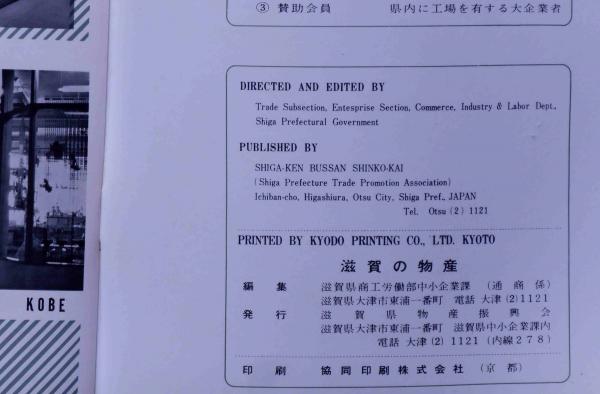 ③ 賛助会員 県内に工場を有する大企業者
DIRECTED AND EDITED BY
Trade Subsection, Entesprise Section, Commerce, Industry & Labor Dept.,
Shiga Prefectural Government
PUBLISHED BY
SHIGA-KEN BUSSAN SHINKO-KAI
(Shiga Prefecture Trade Promotion Association)
Ichiban-cho, Higashiura, Otsu City, Shiga Pref., JAPAN
Tel. Otsu (2) 1121
PRINTED BY KYODO PRINTING CO., LTD. KYOTO
滋賀の物産
編集 滋賀県商工労働部中小企業課 (通商係)
滋賀県大津市東浦一番町 電話 大津 (2) 1121
発行 滋賀県物産振興会
滋賀県大津市東浦一番町 滋賀県中小企業課内
電話 大津 (2) 1121 (内線278)
印刷 協同印刷株式会社 (京都)
KOBE